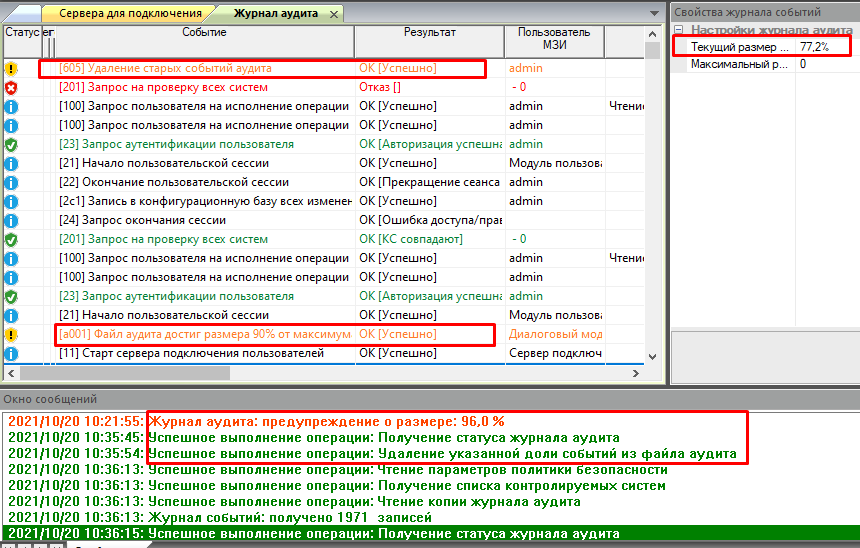 Сервера для подключения
Журнал аудита
Свойства журнала событий
Статус Событие Результат Пользователь МЗИ
Настройки журнала аудита
Текущий размер ... 77,2%
Максимальный р... 0
[605] Удаление старых событий аудита OK [Успешно] admin
[201] Запрос на проверку всех систем Отказ [] - 0
[100] Запрос пользователя на исполнение операции OK [Успешно] admin Чтение
[100] Запрос пользователя на исполнение операции OK [Успешно] admin
[23] Запрос аутентификации пользователя OK [Авторизация успешна admin
[21] Начало пользовательской сессии OK [Успешно] Модуль пользова
[22] Окончание пользовательской сессии OK [Прекращение сеанса admin
[2c1] Запись в конфигурационную базу всех изменен OK [Успешно] admin
[24] Запрос окончания сессии OK [Ошибка доступа/прав
[201] Запрос на проверку всех систем OK [КС совпадают] - 0
[100] Запрос пользователя на исполнение операции OK [Успешно] admin Чтение
[100] Запрос пользователя на исполнение операции OK [Успешно] admin
[23] Запрос аутентификации пользователя OK [Авторизация успешна admin
[21] Начало пользовательской сессии OK [Успешно] Модуль пользова
[a001] Файл аудита достиг размера 90% от максимум OK [Успешно] Диалоговый мод
[11] Старт сервера подключения пользователей OK [Успешно] Сервер подключ
Окно сообщений
2021/10/20 10:21:55: Журнал аудита: предупреждение о размере: 96,0 %
2021/10/20 10:35:45: Успешное выполнение операции: Получение статуса журнала аудита
2021/10/20 10:35:54: Успешное выполнение операции: Удаление указанной доли событий из файла аудита
2021/10/20 10:36:13: Успешное выполнение операции: Чтение параметров политики безопасности
2021/10/20 10:36:13: Успешное выполнение операции: Получение списка контролируемых систем
2021/10/20 10:36:13: Успешное выполнение операции: Чтение копии журнала аудита
2021/10/20 10:36:13: Журнал событий: получено 1971 записей
2021/10/20 10:36:15: Успешное выполнение операции: Получение статуса журнала аудита